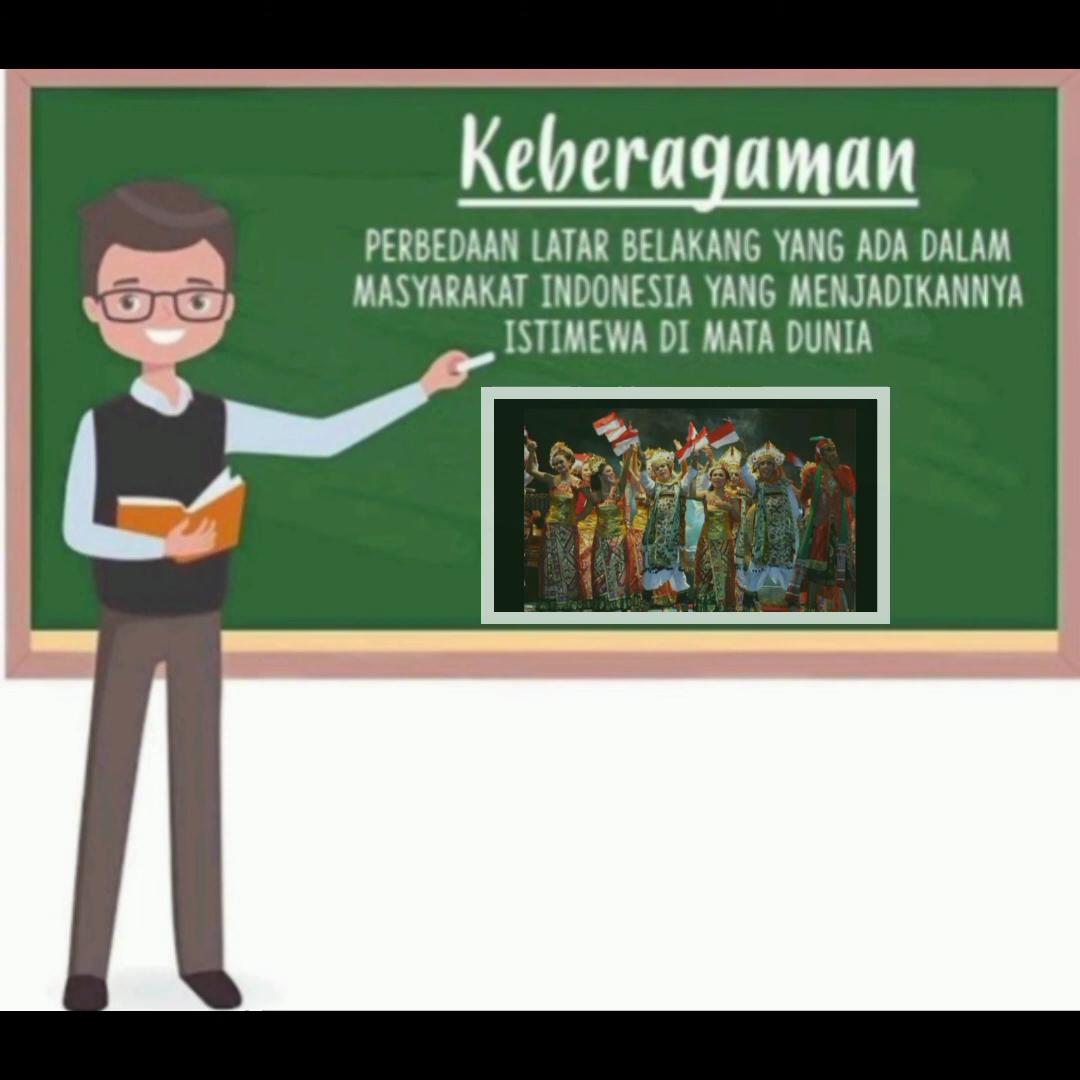 Keberagaman
PERBEDAAN LATAR BELAKANG YANG ADA DALAM
MASYARAKAT INDONESIA YANG MENJADIKANNYA
ISTIMEWA DI MATA DUNIA